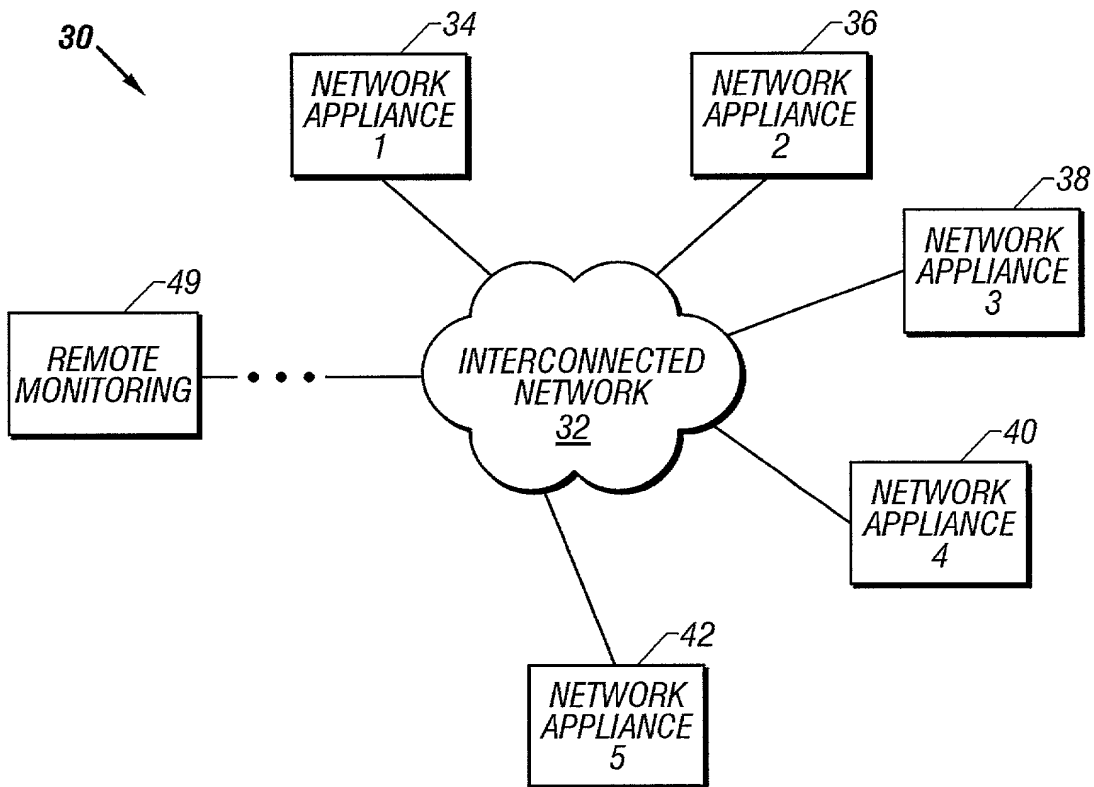 30
34
NETWORK
APPLIANCE
1
36
NETWORK
APPLIANCE
2
38
NETWORK
APPLIANCE
3
49
REMOTE
MONITORING
INTERCONNECTED
NETWORK
32
40
NETWORK
APPLIANCE
4
42
NETWORK
APPLIANCE
5